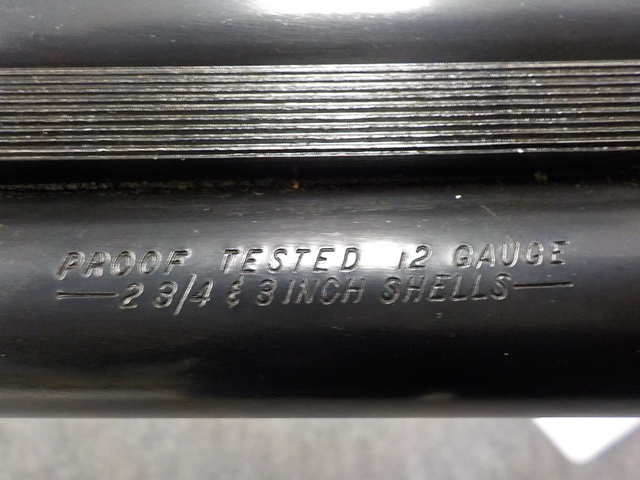 PROOF TESTED 12 GAUGE
—2 3/4 & 3 INCH SHELLS—